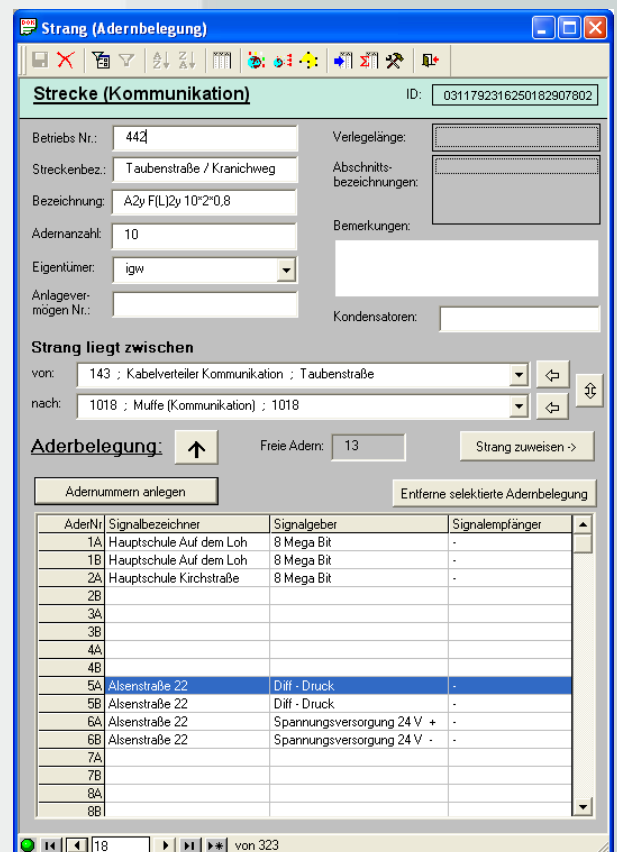 Strang (Adernbelegung)
Strecke (Kommunikation)
ID: 0311792316250182907802
Betriebs Nr.: 442
Streckenbez.: Taubenstraße / Kranichweg
Bezeichnung: A2y F(L)2y 10*2*0,8
Adernanzahl: 10
Eigentümer: igw
Anlagever-
mögen Nr.:
Verlegelänge:
Abschnitts-
bezeichnungen:
Bemerkungen:
Kondensatoren:
Strang liegt zwischen
von: 143 ; Kabelverteiler Kommunikation ; Taubenstraße
nach: 1018 ; Muffe (Kommunikation) ; 1018
Aderbelegung: Freie Adern: 13 Strang zuweisen ->
Adernummern anlegen Entferne selektierte Adernbelegung
AderNr Signalbezeichner Signalgeber Signalempfänger
1A Hauptschule Auf dem Loh 8 Mega Bit -
1B Hauptschule Auf dem Loh 8 Mega Bit -
2A Hauptschule Kirchstraße 8 Mega Bit -
2B
3A
3B
4A
4B
5A Alsenstraße 22 Diff - Druck -
5B Alsenstraße 22 Diff - Druck -
6A Alsenstraße 22 Spannungsversorgung 24 V + -
6B Alsenstraße 22 Spannungsversorgung 24 V - -
7A
7B
8A
8B
18 von 323